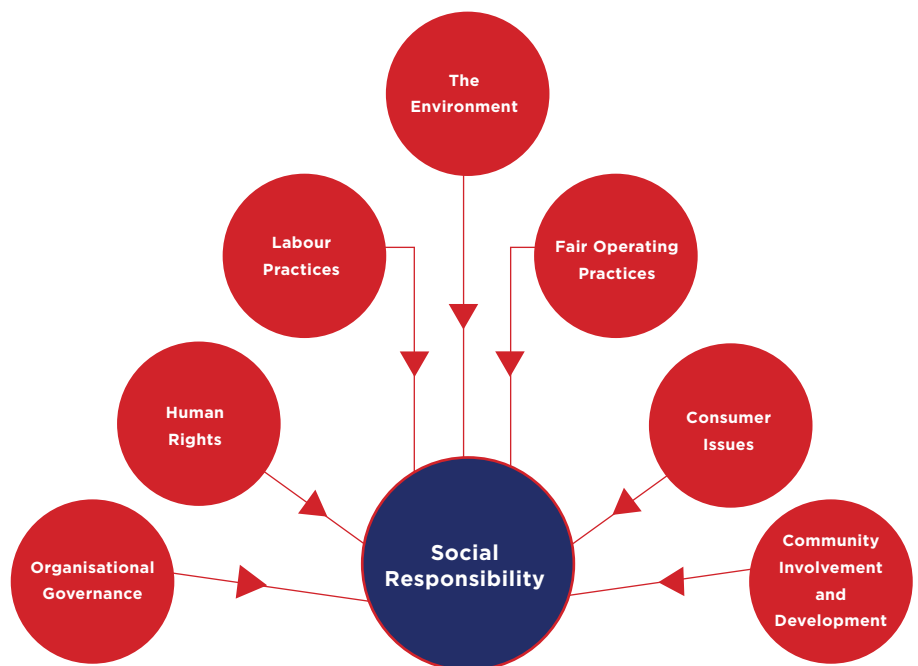 The
Environment
Labour
Practices
Fair Operating
Practices
Human
Rights
Consumer
Issues
Organisational
Governance
Social
Responsibility
Community
Involvement
and
Development